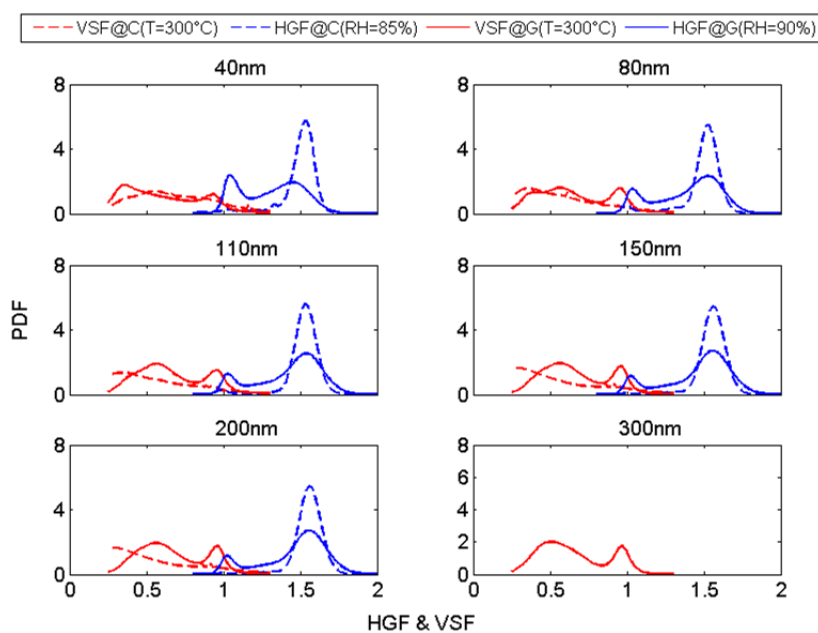 VSF@C(T=300°C) HGF@C(RH=85%) VSF@G(T=300°C) HGF@G(RH=90%)
40nm 80nm
8 8
4 4
0 0
110nm 150nm
8 8
4 4
0 0
PDF
200nm 300nm
8 8
6
4 4
2
0 0
0 0.5 1 1.5 2 0 0.5 1 1.5 2
HGF & VSF